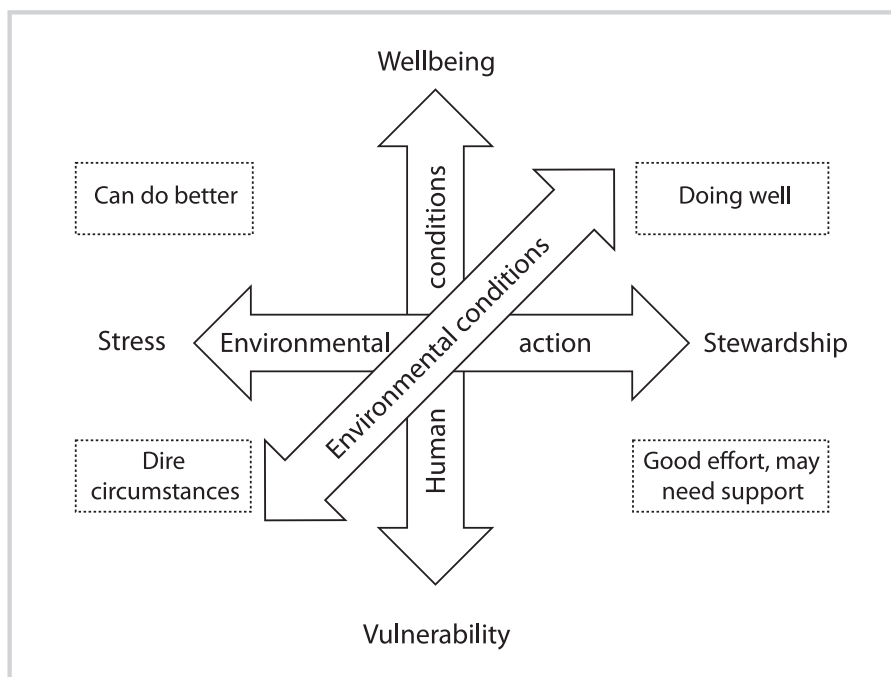 Wellbeing
Can do better
conditions
Doing well
Stress
Environmental
Environmental conditions
action
Stewardship
Dire
circumstances
Human
Good effort, may
need support
Vulnerability